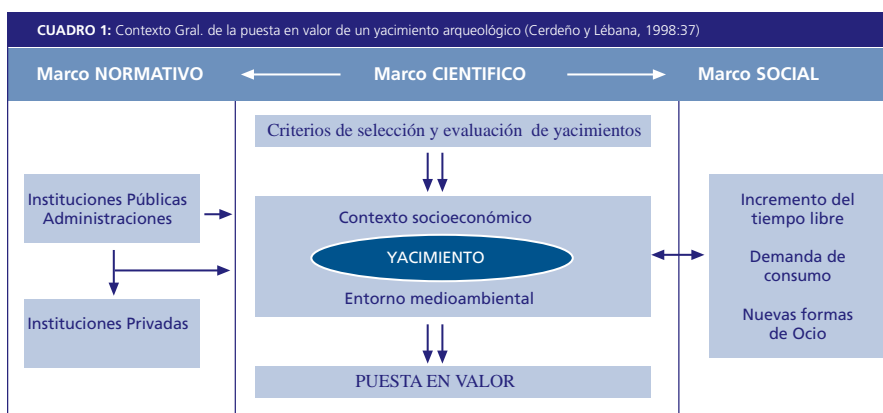 CUADRO 1: Contexto Gral. de la puesta en valor de un yacimiento arqueológico (Cerdeño y Lébana, 1998:37)
Marco NORMATIVO
Marco CIENTIFICO
Marco SOCIAL
Instituciones Públicas
Administraciones
Instituciones Privadas
Criterios de selección y evaluación de yacimientos
Contexto socioeconómico
YACIMIENTO
Entorno medioambiental
PUESTA EN VALOR
Incremento del
tiempo libre
Demanda de
consumo
Nuevas formas
de Ocio